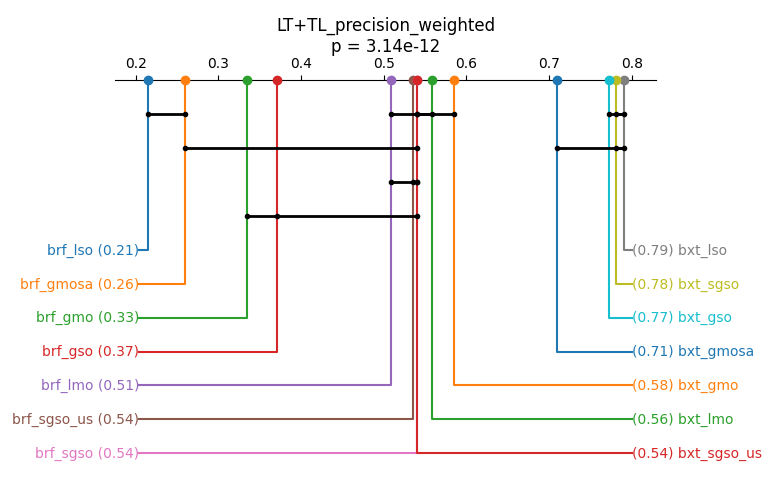 LT+TL_precision_weighted
p = 3.14e-12
0.2 0.3 0.4 0.5 0.6 0.7 0.8
brf_lso (0.21) (0.79) bxt_lso
brf_gmosa (0.26) (0.78) bxt_sgso
brf_gmo (0.33) (0.77) bxt_gso
brf_gso (0.37) (0.71) bxt_gmosa
brf_lmo (0.51) (0.58) bxt_gmo
brf_sgso_us (0.54) (0.56) bxt_lmo
brf_sgso (0.54) (0.54) bxt_sgso_us